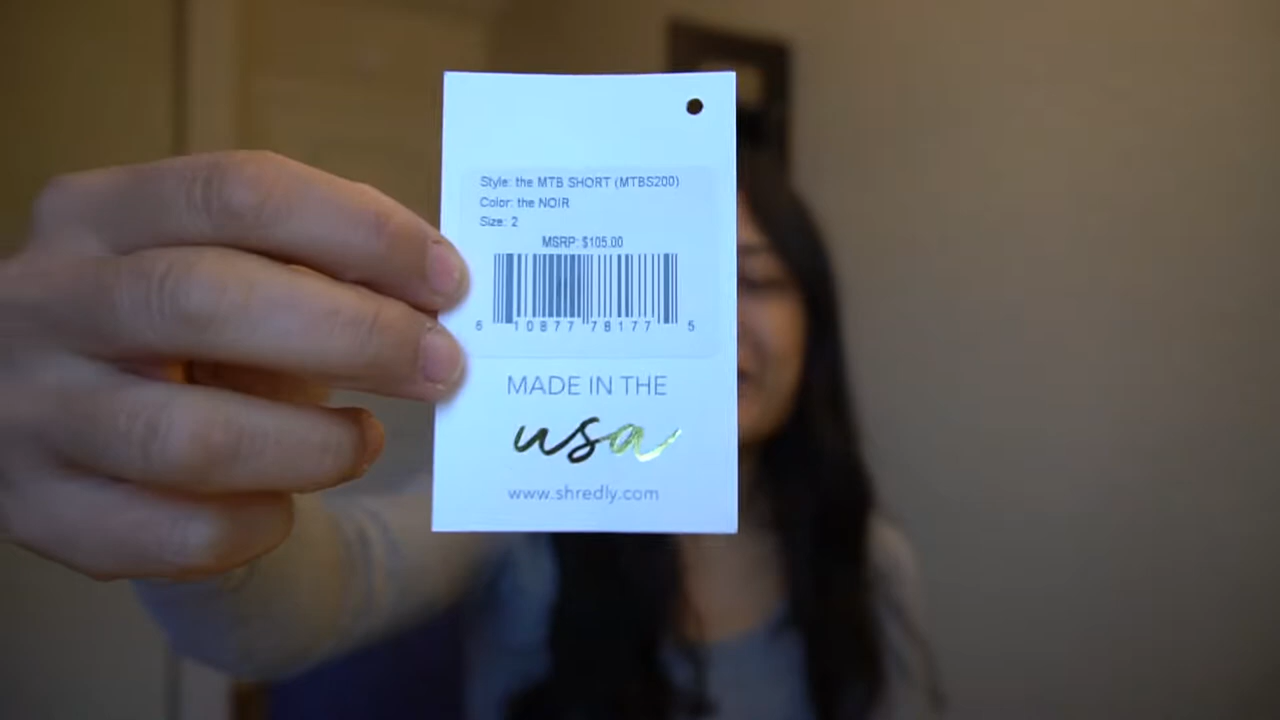 Style: the MTB SHORT (MTBS200)
Color: the NOIR
Size: 2
MSRP: $105.00
6 10877 78177 5
MADE IN THE
usa
www.shredly.com